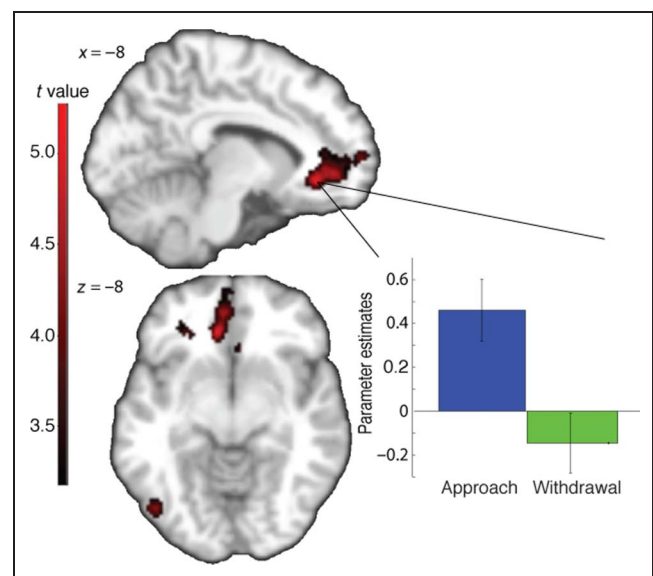 x = −8
t value
5.0
4.5
z = −8
4.0
3.5
Parameter estimates
0.6
0.4
0.2
0
−0.2
Approach Withdrawal